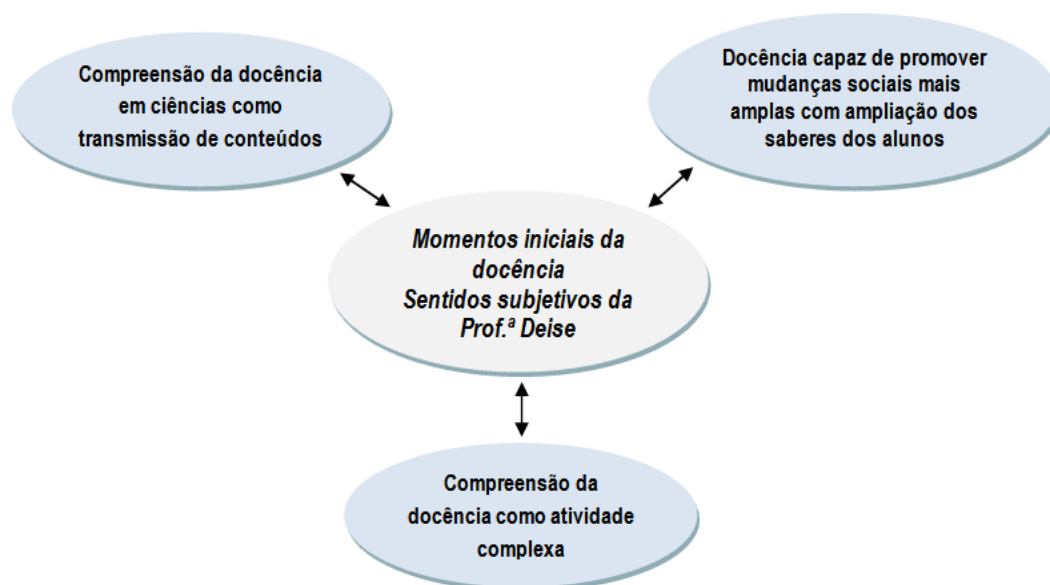 Compreensão da docência
em ciências como
transmissão de conteúdos
Docência capaz de promover
mudanças sociais mais
amplas com ampliação dos
saberes dos alunos
Momentos iniciais da
docência
Sentidos subjetivos da
Prof.ª Deise
Compreensão da
docência como atividade
complexa